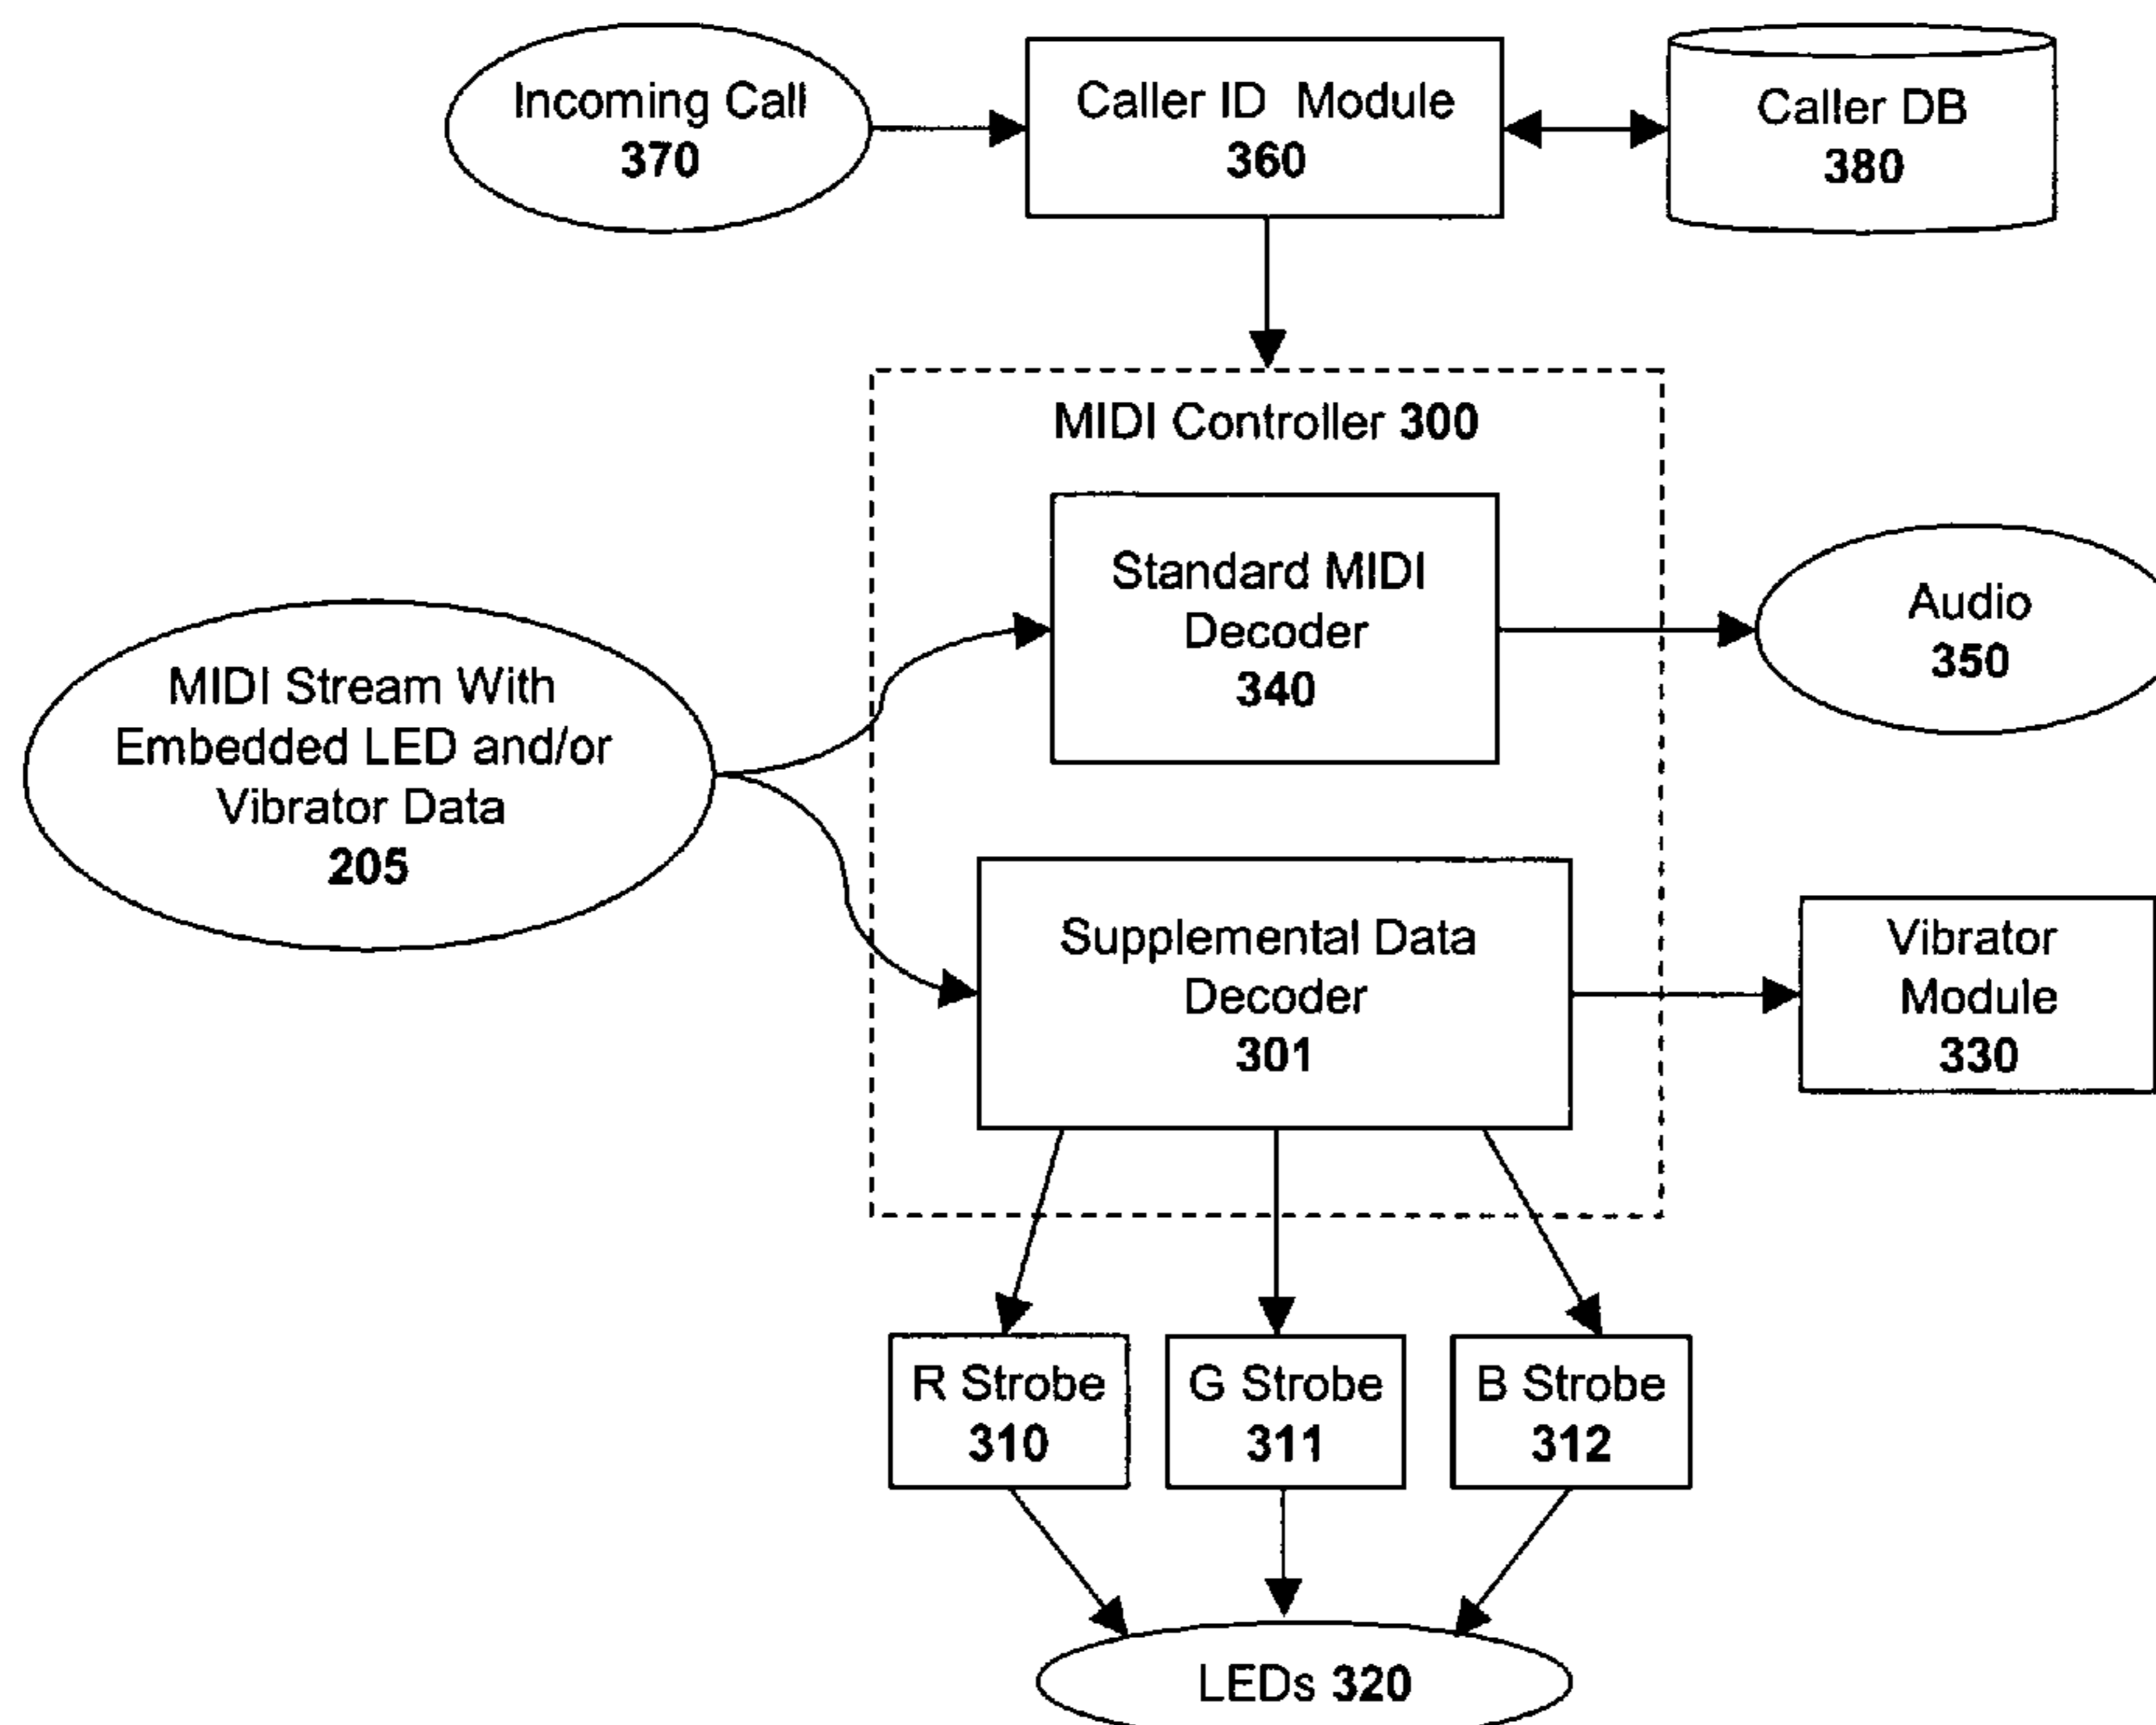 Incoming Call
370
Caller ID Module
360
Caller DB
380
MIDI Controller 300
Standard MIDI
Decoder
340
Audio
350
MIDI Stream With
Embedded LED and/or
Vibrator Data
205
Supplemental Data
Decoder
301
Vibrator
Module
330
R Strobe
310
G Strobe
311
B Strobe
312
LEDs 320